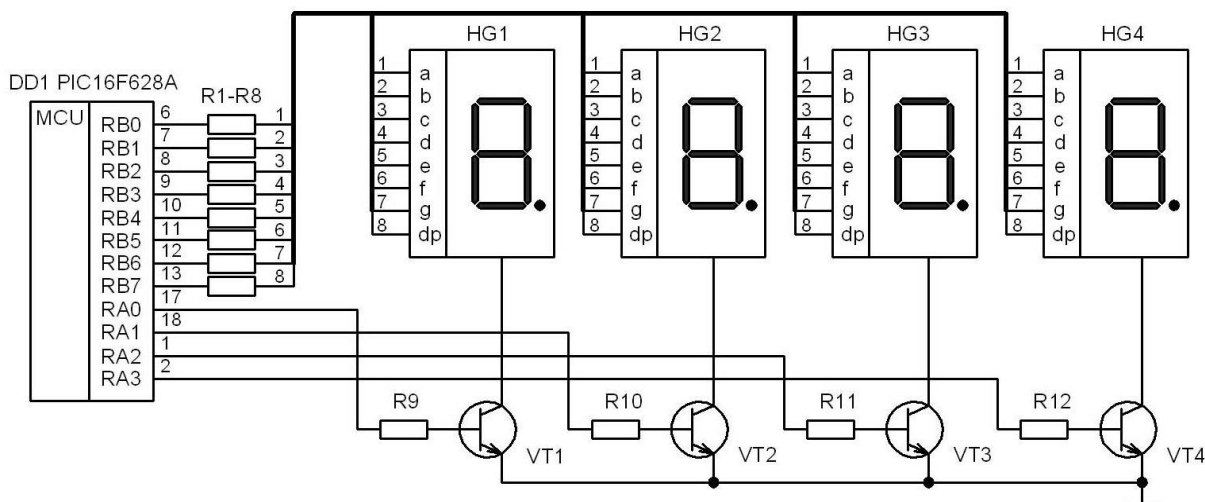 HG1 HG2 HG3 HG4
DD1 PIC16F628A
R1-R8
MCU
RB0 6 1
RB1 7 2
RB2 8 3
RB3 9 4
RB4 10 5
RB5 11 6
RB6 12 7
RB7 13 8
RA0 17
RA1 18
RA2 1
RA3 2
1 a 1 a 1 a 1 a
2 b 2 b 2 b 2 b
3 c 3 c 3 c 3 c
4 d 4 d 4 d 4 d
5 e 5 e 5 e 5 e
6 f 6 f 6 f 6 f
7 g 7 g 7 g 7 g
8 dp 8 dp 8 dp 8 dp
R9 R10 R11 R12
VT1 VT2 VT3 VT4